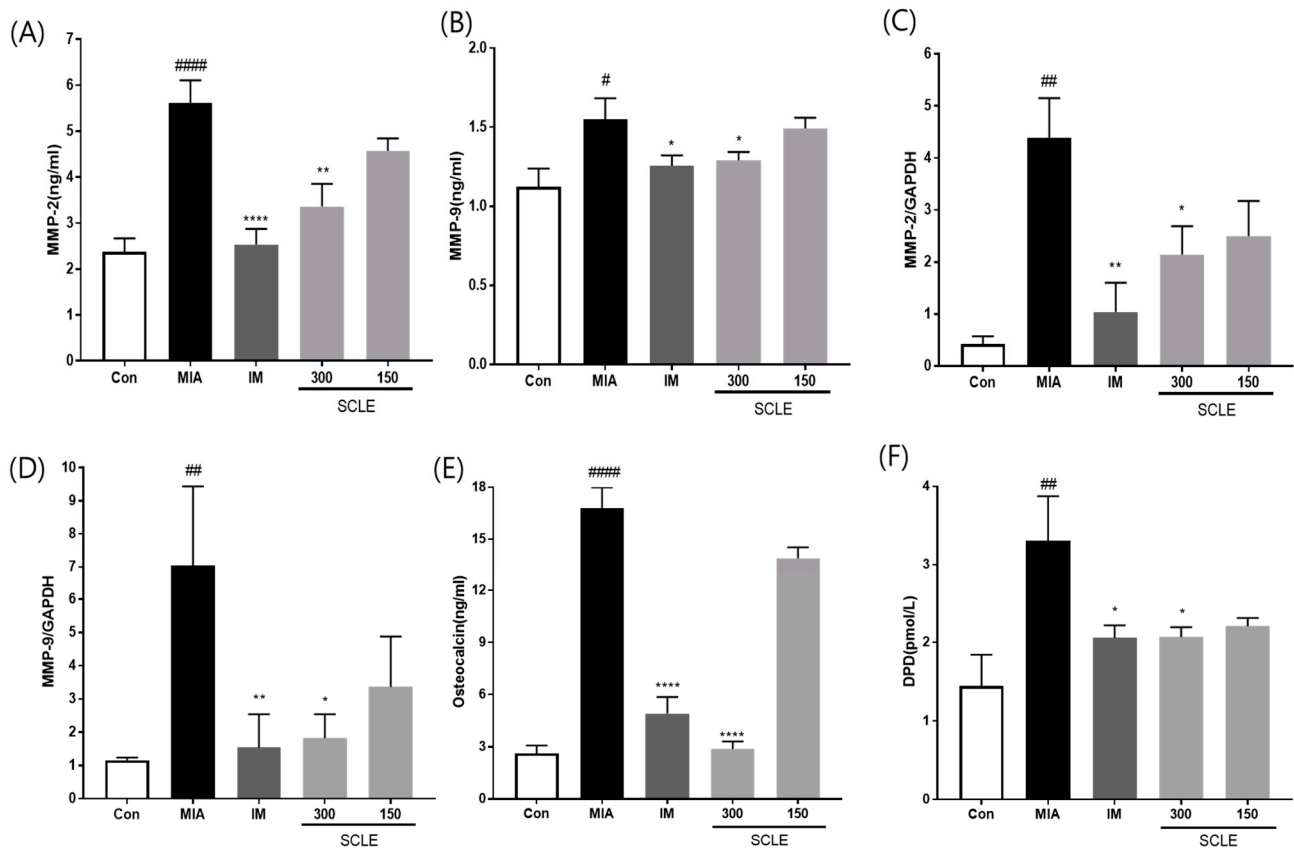 (A)
MMP-2(ng/ml)
7
6
5
4
3
2
1
0
####
****
**
Con MIA IM 300 150
SCLE
(B)
MMP-9(ng/ml)
2.0
1.5
1.0
0.5
0.0
#
*
*
Con MIA IM 300 150
SCLE
(C)
MMP-2/GAPDH
6
5
4
3
2
1
0
##
**
*
Con MIA IM 300 150
SCLE
(D)
MMP-9/GAPDH
10
9
8
7
6
5
4
3
2
1
0
##
**
*
Con MIA IM 300 150
SCLE
(E)
Osteocalcin(ng/ml)
18
15
12
9
6
3
0
####
****
****
Con MIA IM 300 150
SCLE
(F)
DPD(pmol/L)
4
3
2
1
0
##
*
*
Con MIA IM 300 150
SCLE